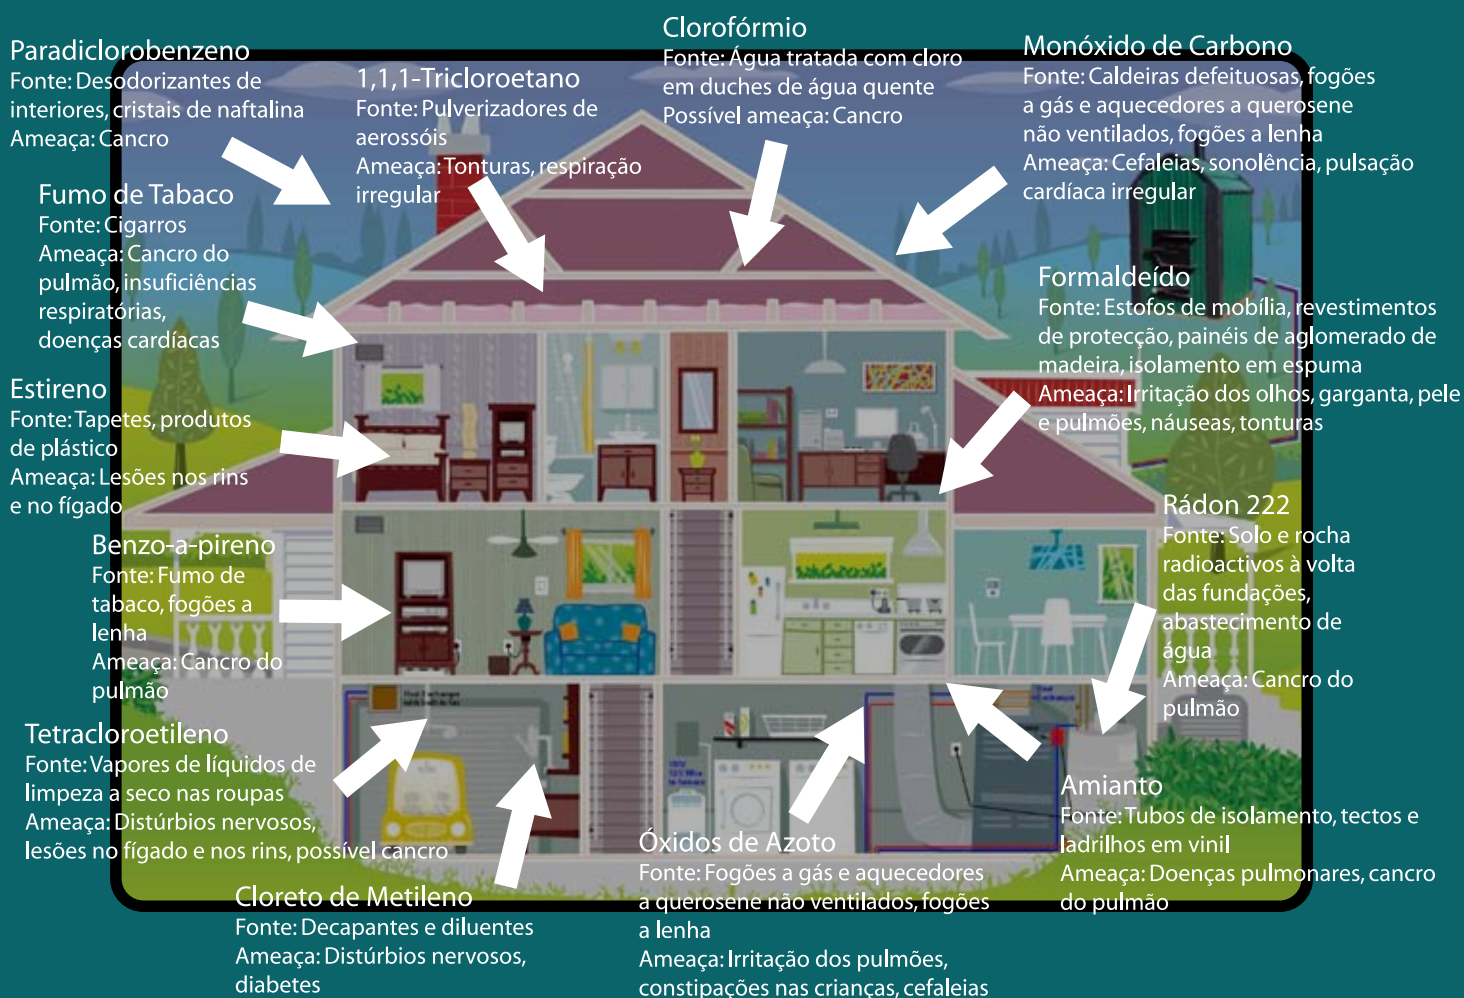 Paradiclorobenzeno
Fonte: Desodorizantes de
interiores, cristais de naftalina
Ameaça: Cancro
1,1,1-Tricloroetano
Fonte: Pulverizadores de
aerossóis
Ameaça: Tonturas, respiração
irregular
Clorofórmio
Fonte: Água tratada com cloro
em duches de água quente
Possível ameaça: Cancro
Monóxido de Carbono
Fonte: Caldeiras defeituosas, fogões
a gás e aquecedores a querosene
não ventilados, fogões a lenha
Ameaça: Cefaleias, sonolência, pulsação
cardíaca irregular
Fumo de Tabaco
Fonte: Cigarros
Ameaça: Cancro do
pulmão, insuficiências
respiratórias,
doenças cardíacas
Formaldeído
Fonte: Estofos de mobília, revestimentos
de protecção, painéis de aglomerado de
madeira, isolamento em espuma
Ameaça: Irritação dos olhos, garganta, pele
e pulmões, náuseas, tonturas
Estireno
Fonte: Tapetes, produtos
de plástico
Ameaça: Lesões nos rins
e no fígado
Rádon 222
Fonte: Solo e rocha
radioactivos à volta
das fundações,
abastecimento de
água
Ameaça: Cancro do
pulmão
Benzo-a-pireno
Fonte: Fumo de
tabaco, fogões a
lenha
Ameaça: Cancro do
pulmão
Tetracloroetileno
Fonte: Vapores de líquidos de
limpeza a seco nas roupas
Ameaça: Distúrbios nervosos,
lesões no fígado e nos rins, possível cancro
Amianto
Fonte: Tubos de isolamento, tectos e
ladrilhos em vinil
Ameaça: Doenças pulmonares, cancro
do pulmão
Óxidos de Azoto
Fonte: Fogões a gás e aquecedores
a querosene não ventilados, fogões
a lenha
Ameaça: Irritação dos pulmões,
constipações nas crianças, cefaleias
Cloreto de Metileno
Fonte: Decapantes e diluentes
Ameaça: Distúrbios nervosos,
diabetes